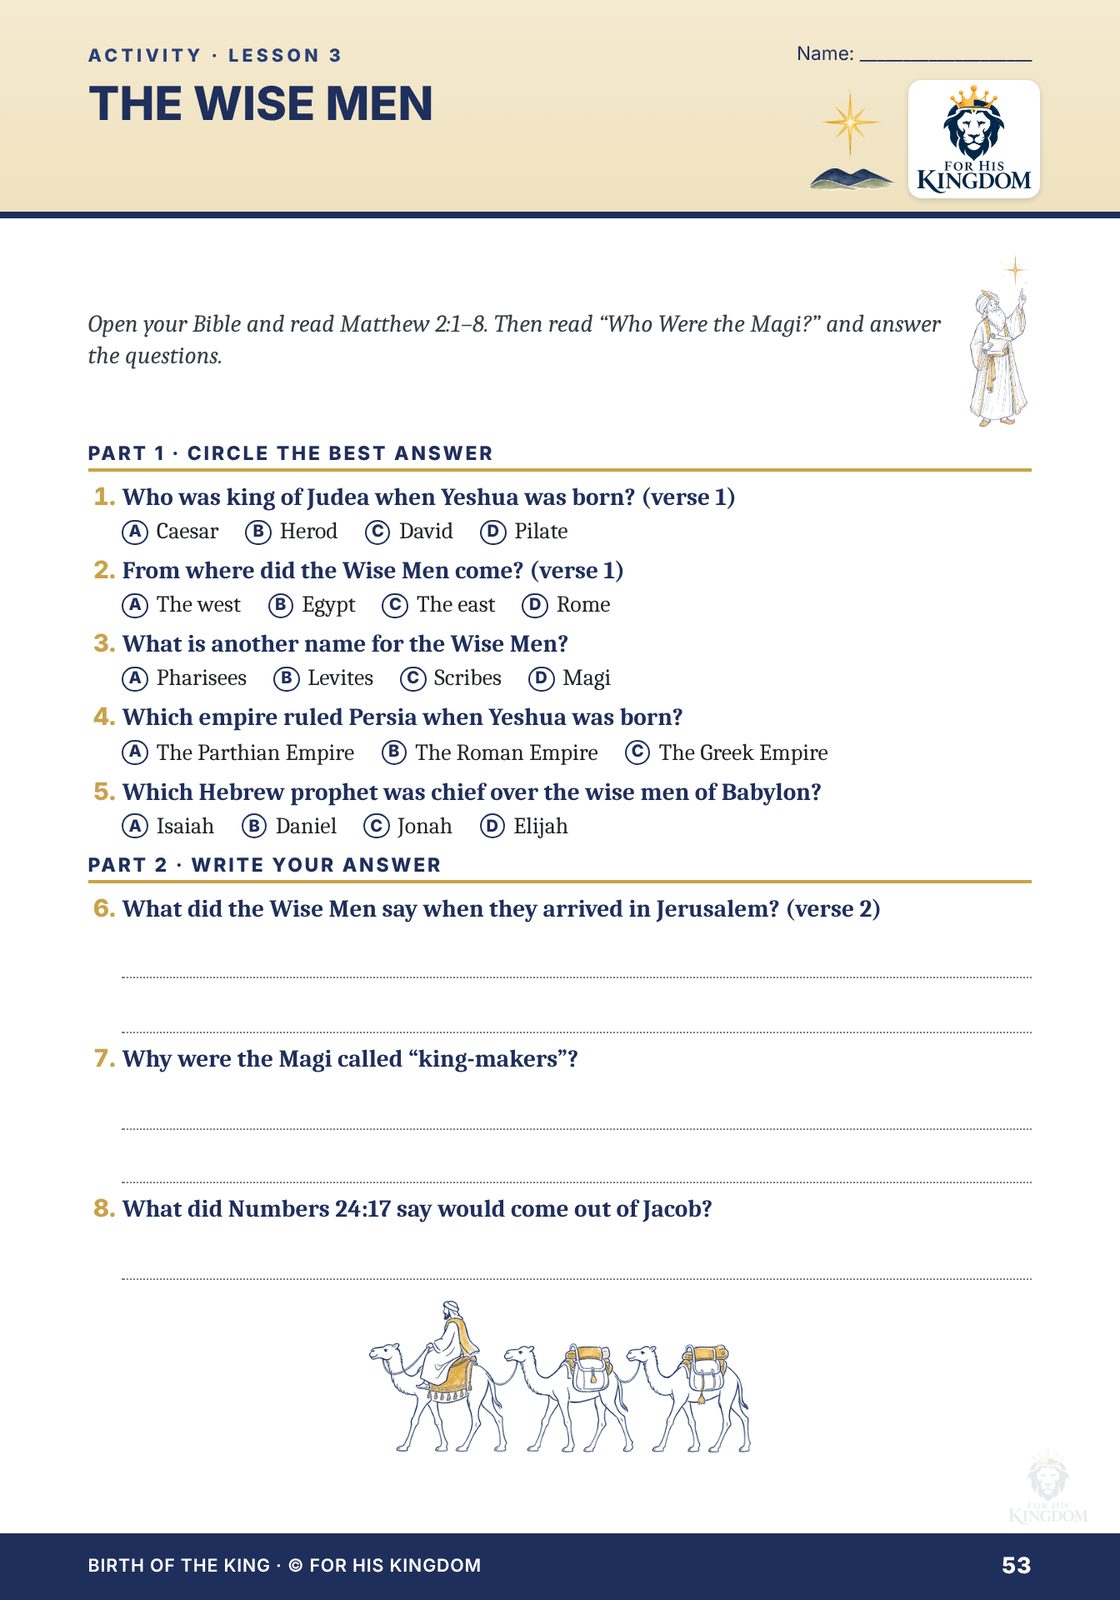 ACTIVITY · LESSON 3
Name: ____________________
THE WISE MEN
FOR HIS
KINGDOM
Open your Bible and read Matthew 2:1–8. Then read “Who Were the Magi?” and answer
the questions.
PART 1 · CIRCLE THE BEST ANSWER
1. Who was king of Judea when Yeshua was born? (verse 1)
A Caesar B Herod C David D Pilate
2. From where did the Wise Men come? (verse 1)
A The west B Egypt C The east D Rome
3. What is another name for the Wise Men?
A Pharisees B Levites C Scribes D Magi
4. Which empire ruled Persia when Yeshua was born?
A The Parthian Empire B The Roman Empire C The Greek Empire
5. Which Hebrew prophet was chief over the wise men of Babylon?
A Isaiah B Daniel C Jonah D Elijah
PART 2 · WRITE YOUR ANSWER
6. What did the Wise Men say when they arrived in Jerusalem? (verse 2)
7. Why were the Magi called “king-makers”?
8. What did Numbers 24:17 say would come out of Jacob?
FOR HIS
KINGDOM
BIRTH OF THE KING · © FOR HIS KINGDOM
53